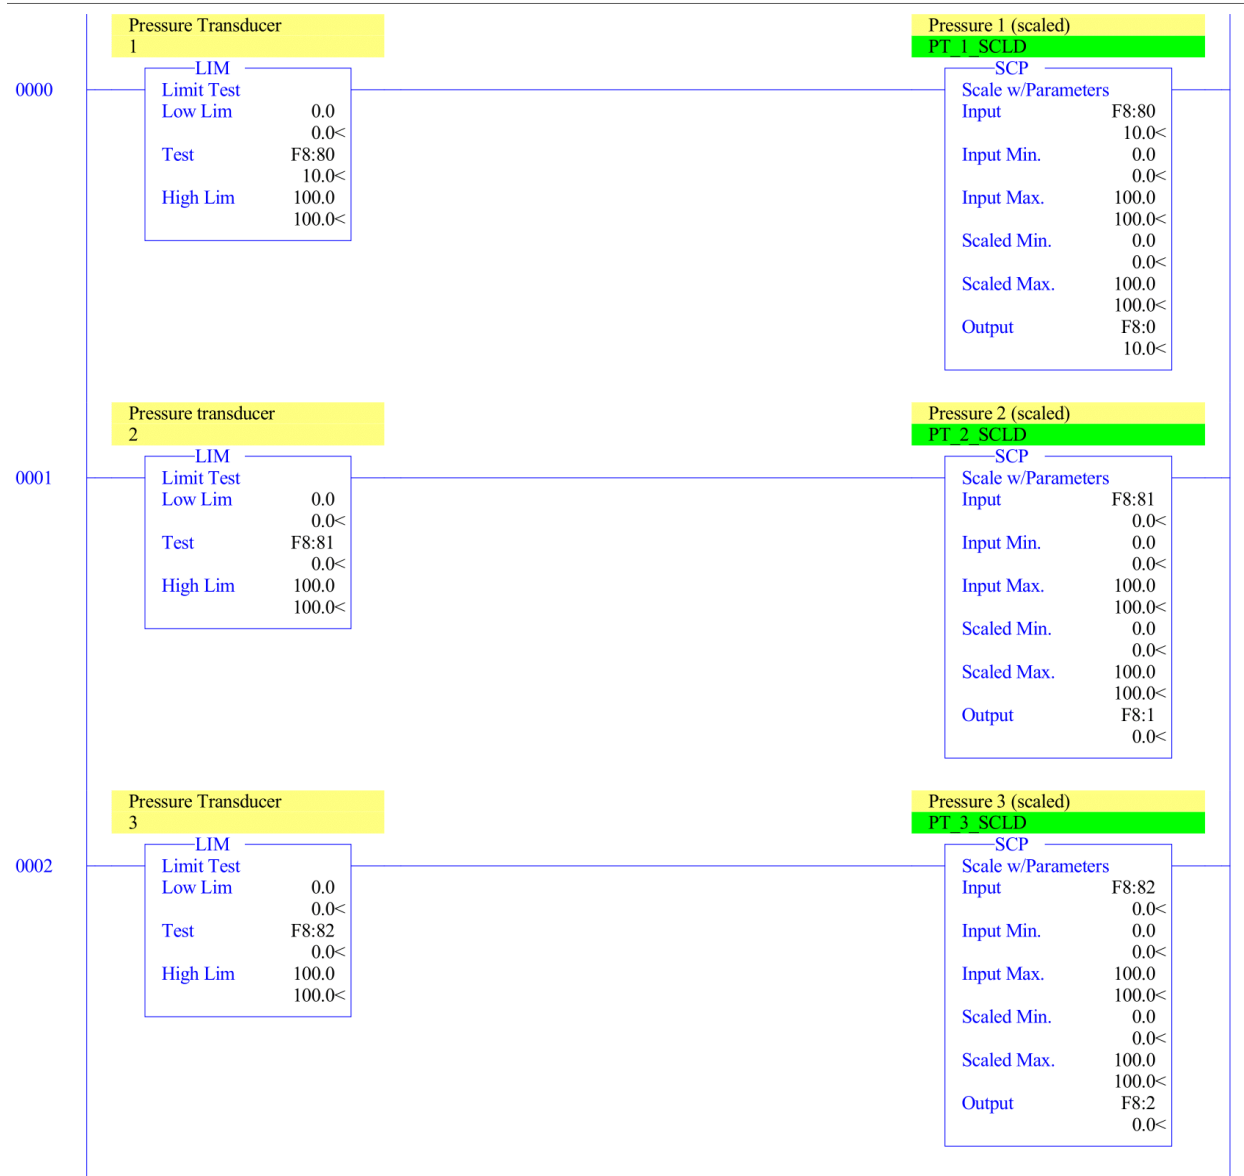 Pressure Transducer
1
LIM
0000
Limit Test
Low Lim 0.0
0.0<
Test F8:80
10.0<
High Lim 100.0
100.0<
Pressure 1 (scaled)
PT_1_SCLD
SCP
Scale w/Parameters
Input F8:80
10.0<
Input Min. 0.0
0.0<
Input Max. 100.0
100.0<
Scaled Min. 0.0
0.0<
Scaled Max. 100.0
100.0<
Output F8:0
10.0<
Pressure transducer
2
LIM
0001
Limit Test
Low Lim 0.0
0.0<
Test F8:81
0.0<
High Lim 100.0
100.0<
Pressure 2 (scaled)
PT_2_SCLD
SCP
Scale w/Parameters
Input F8:81
0.0<
Input Min. 0.0
0.0<
Input Max. 100.0
100.0<
Scaled Min. 0.0
0.0<
Scaled Max. 100.0
100.0<
Output F8:1
0.0<
Pressure Transducer
3
LIM
0002
Limit Test
Low Lim 0.0
0.0<
Test F8:82
0.0<
High Lim 100.0
100.0<
Pressure 3 (scaled)
PT_3_SCLD
SCP
Scale w/Parameters
Input F8:82
0.0<
Input Min. 0.0
0.0<
Input Max. 100.0
100.0<
Scaled Min. 0.0
0.0<
Scaled Max. 100.0
100.0<
Output F8:2
0.0<